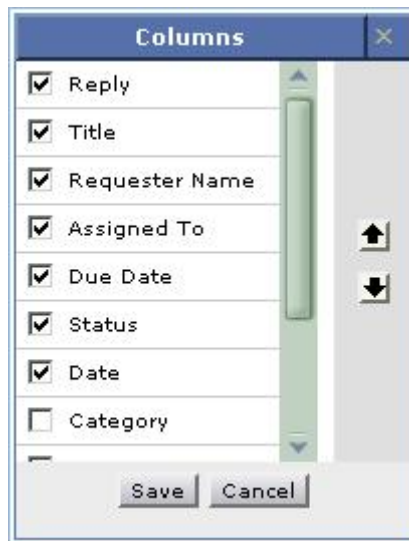 Columns
Reply
Title
Requester Name
Assigned To
Due Date
Status
Date
Category
Save Cancel